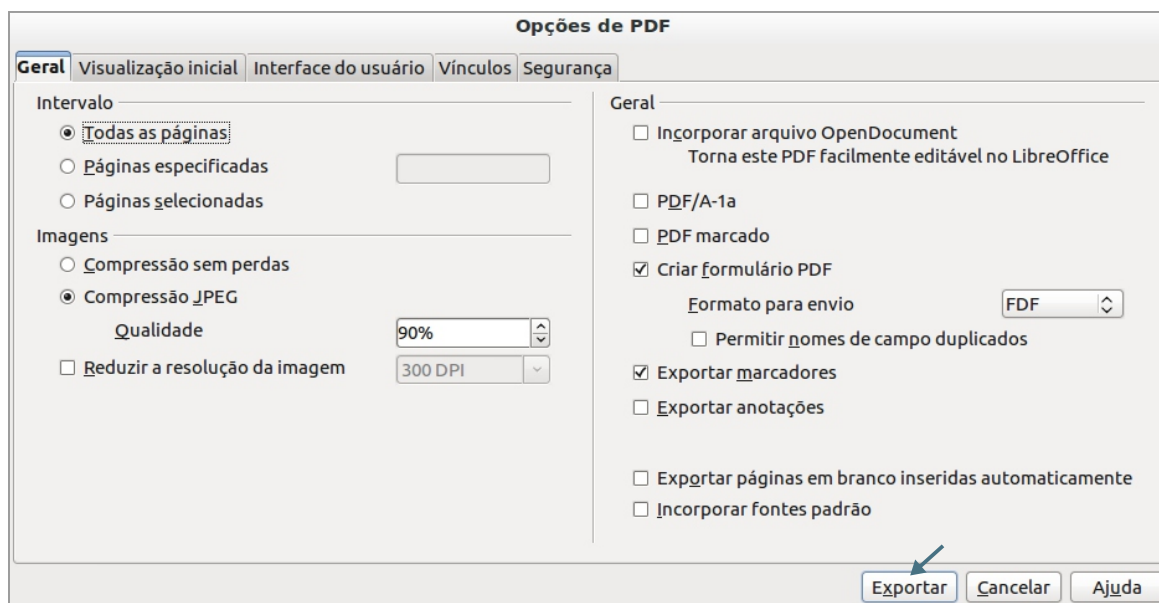 Opções de PDF
Geral Visualização inicial Interface do usuário Vínculos Segurança
Intervalo
Todas as páginas
Páginas especificadas
Páginas selecionadas
Imagens
Compressão sem perdas
Compressão JPEG
Qualidade 90%
Reduzir a resolução da imagem 300 DPI
Geral
Incorporar arquivo OpenDocument
Torna este PDF facilmente editável no LibreOffice
PDF/A-1a
PDF marcado
Criar formulário PDF
Formato para envio FDF
Permitir nomes de campo duplicados
Exportar marcadores
Exportar anotações
Exportar páginas em branco inseridas automaticamente
Incorporar fontes padrão
Exportar Cancelar Ajuda